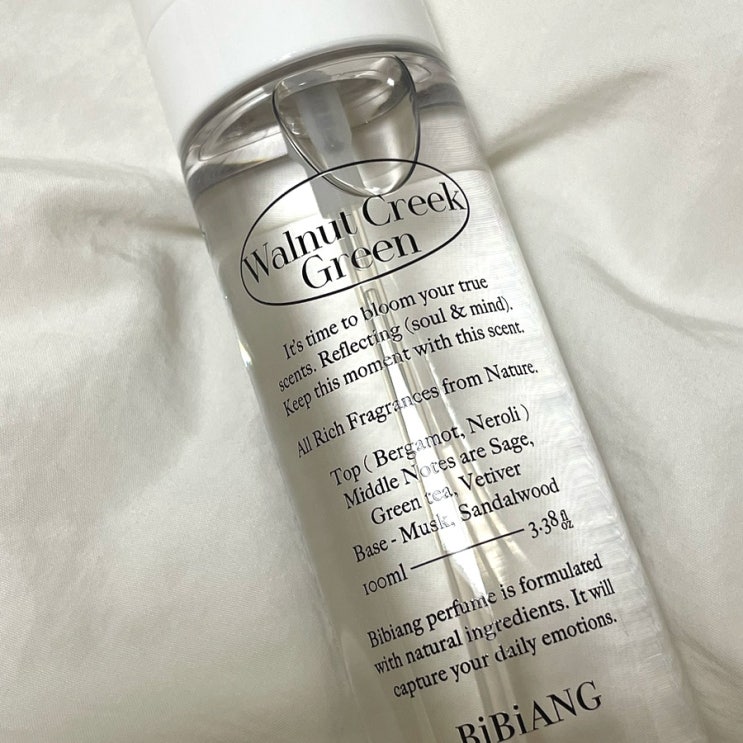 Walnut Creek
Green
It's time to bloom your true
scents. Reflecting (soul & mind).
Keep this moment with this scent.
All Rich Fragrances from Nature.
Top ( Bergamot, Neroli )
Middle Notes are Sage,
Green tea, Vetiver
Base - Musk, Sandalwood
100ml 3.38 fl oz
Bibiang perfume is formulated
with natural ingredients. It will
capture your daily emotions.
BiBiANG